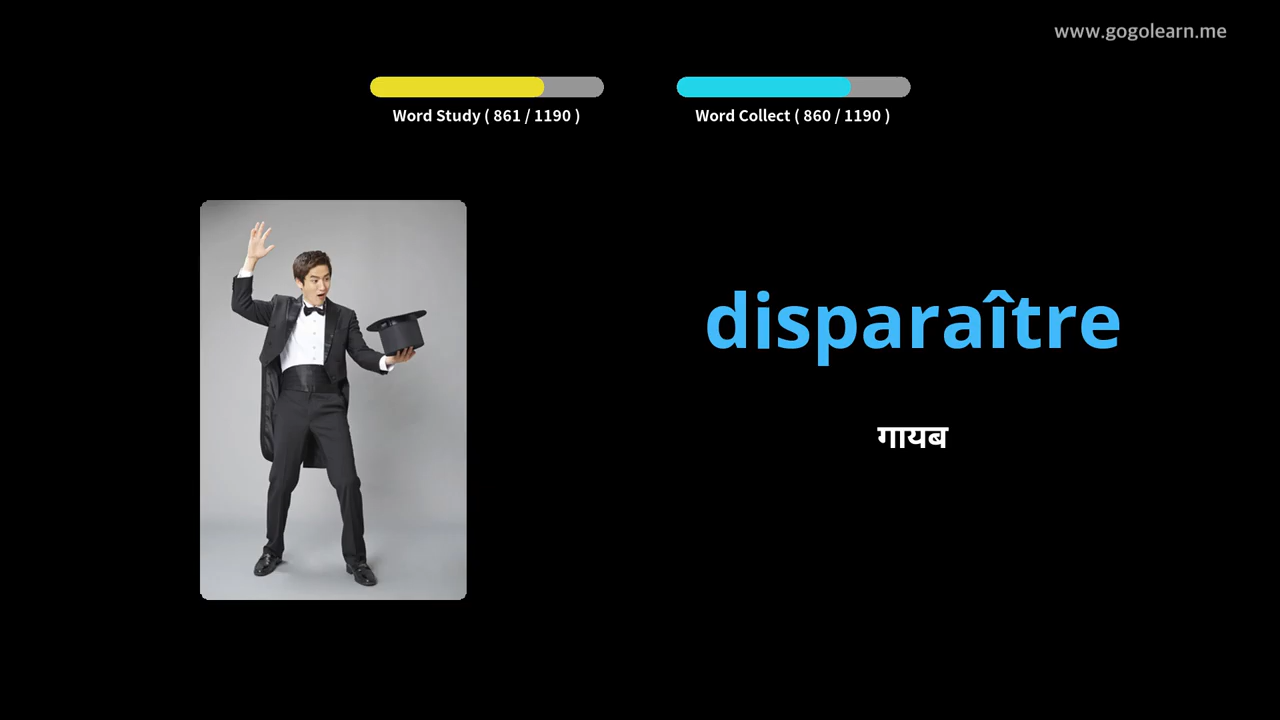 www.gogolearn.me
Word Study ( 861 / 1190 )
Word Collect ( 860 / 1190 )
disparaître
गायब